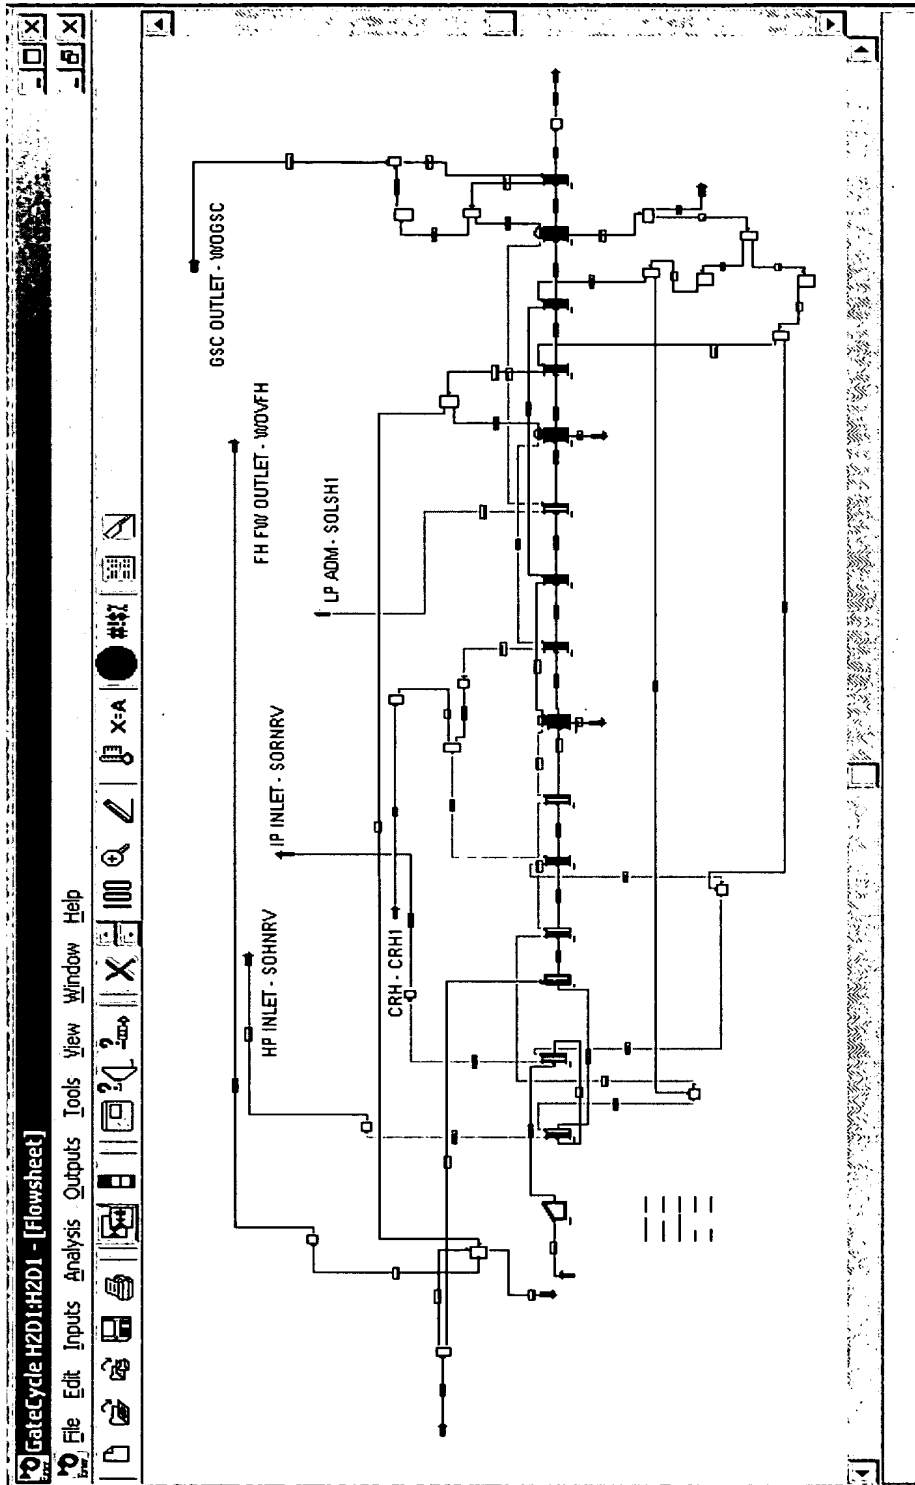 GateCycle H2D1:H2D1 - [Flowsheet]
File Edit Inputs Analysis Outputs Tools View Window Help
X=A
#!$%
GSC OUTLET - WOGSC
FH FW OUTLET - WOVFH
LP ADM - SOLSH1
IP INLET - SORNRV
HP INLET - SOHNRV
CRH - CRH1